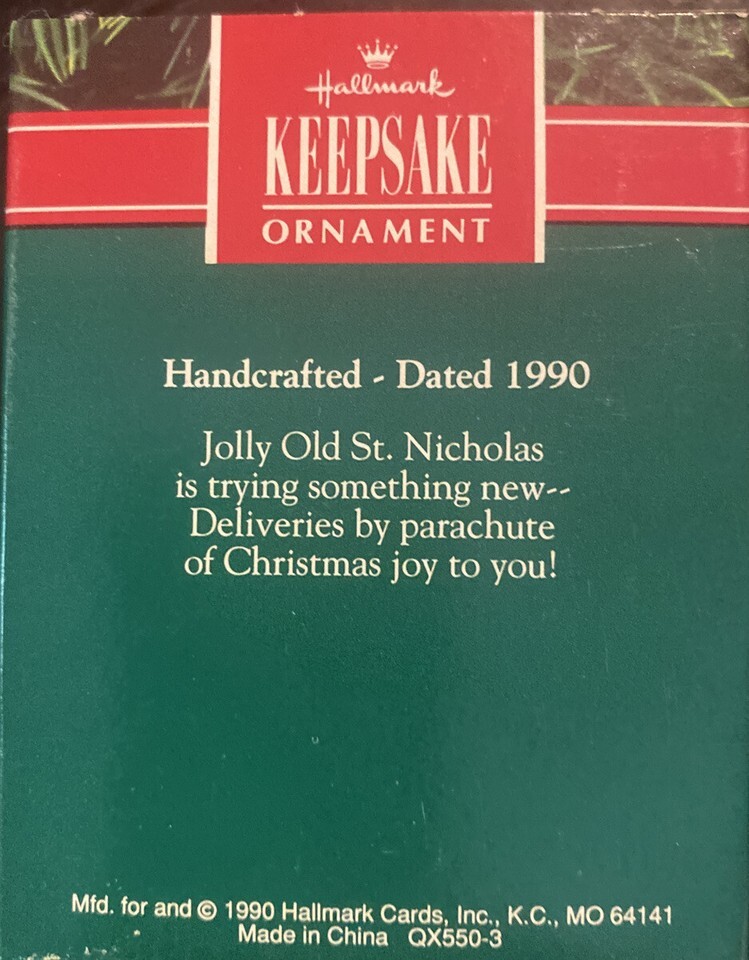 Hallmark
KEEPSAKE
ORNAMENT
Handcrafted - Dated 1990
Jolly Old St. Nicholas
is trying something new--
Deliveries by parachute
of Christmas joy to you!
Mfd. for and © 1990 Hallmark Cards, Inc., K.C., MO 64141
Made in China QX550-3